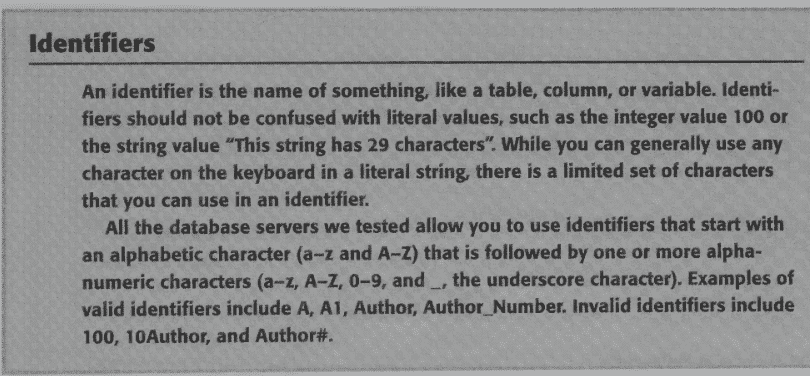 Identifiers
An identifier is the name of something, like a table, column, or variable. Identi-
fiers should not be confused with literal values, such as the integer value 100 or
the string value “This string has 29 characters”. While you can generally use any
character on the keyboard in a literal string, there is a limited set of characters
that you can use in an identifier.
All the database servers we tested allow you to use identifiers that start with
an alphabetic character (a–z and A–Z) that is followed by one or more alpha-
numeric characters (a–z, A–Z, 0–9, and _, the underscore character). Examples of
valid identifiers include A, A1, Author, Author_Number. Invalid identifiers include
100, 10Author, and Author#.